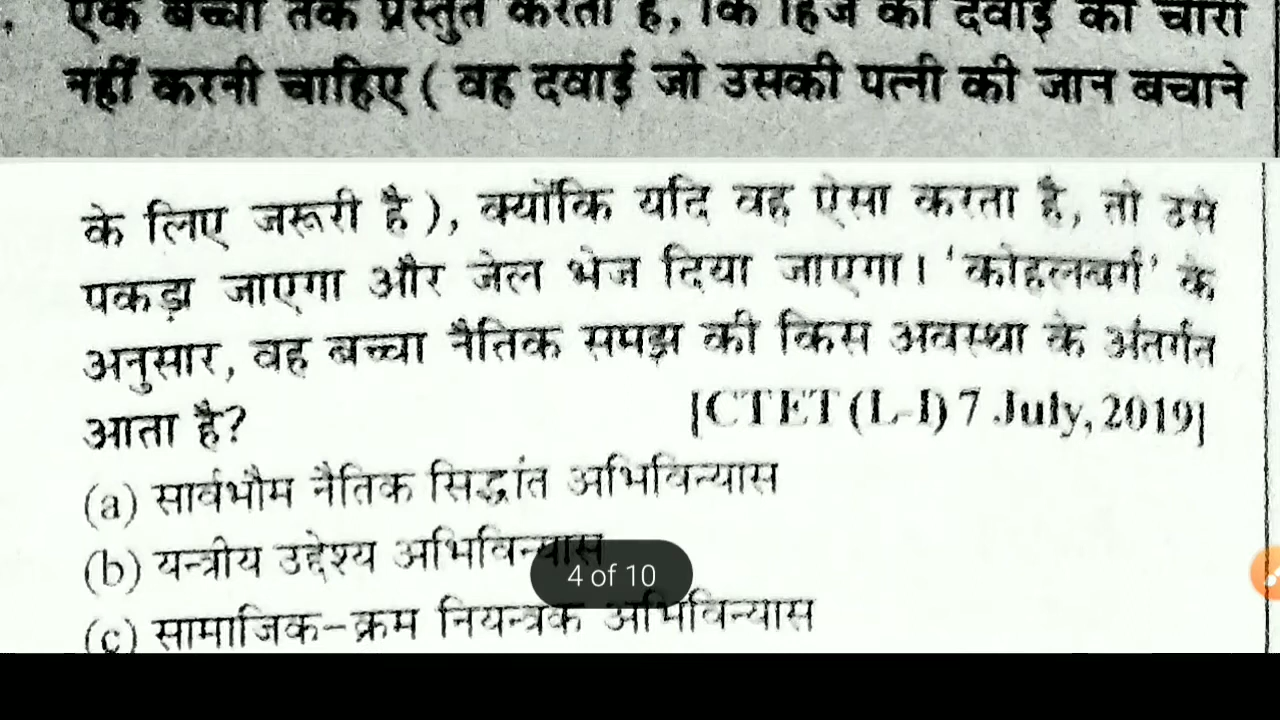 एक बच्चा तर्क प्रस्तुत करता है, कि हिंज को दवाई की चोरी
नहीं करनी चाहिए ( वह दवाई जो उसकी पत्नी की जान बचाने
के लिए जरूरी है ), क्योंकि यदि वह ऐसा करता है, तो उसे
पकड़ा जाएगा और जेल भेज दिया जाएगा। 'कोहलबर्ग' के
अनुसार, वह बच्चा नैतिक समझ की किस अवस्था के अंतर्गत
आता है? [CTET (L-I) 7 July, 2019]
(a) सार्वभौम नैतिक सिद्धांत अभिविन्यास
(b) यन्त्रीय उद्देश्य अभिविन्यास
4 of 10
(c) सामाजिक-क्रम नियन्त्रक अभिविन्यास